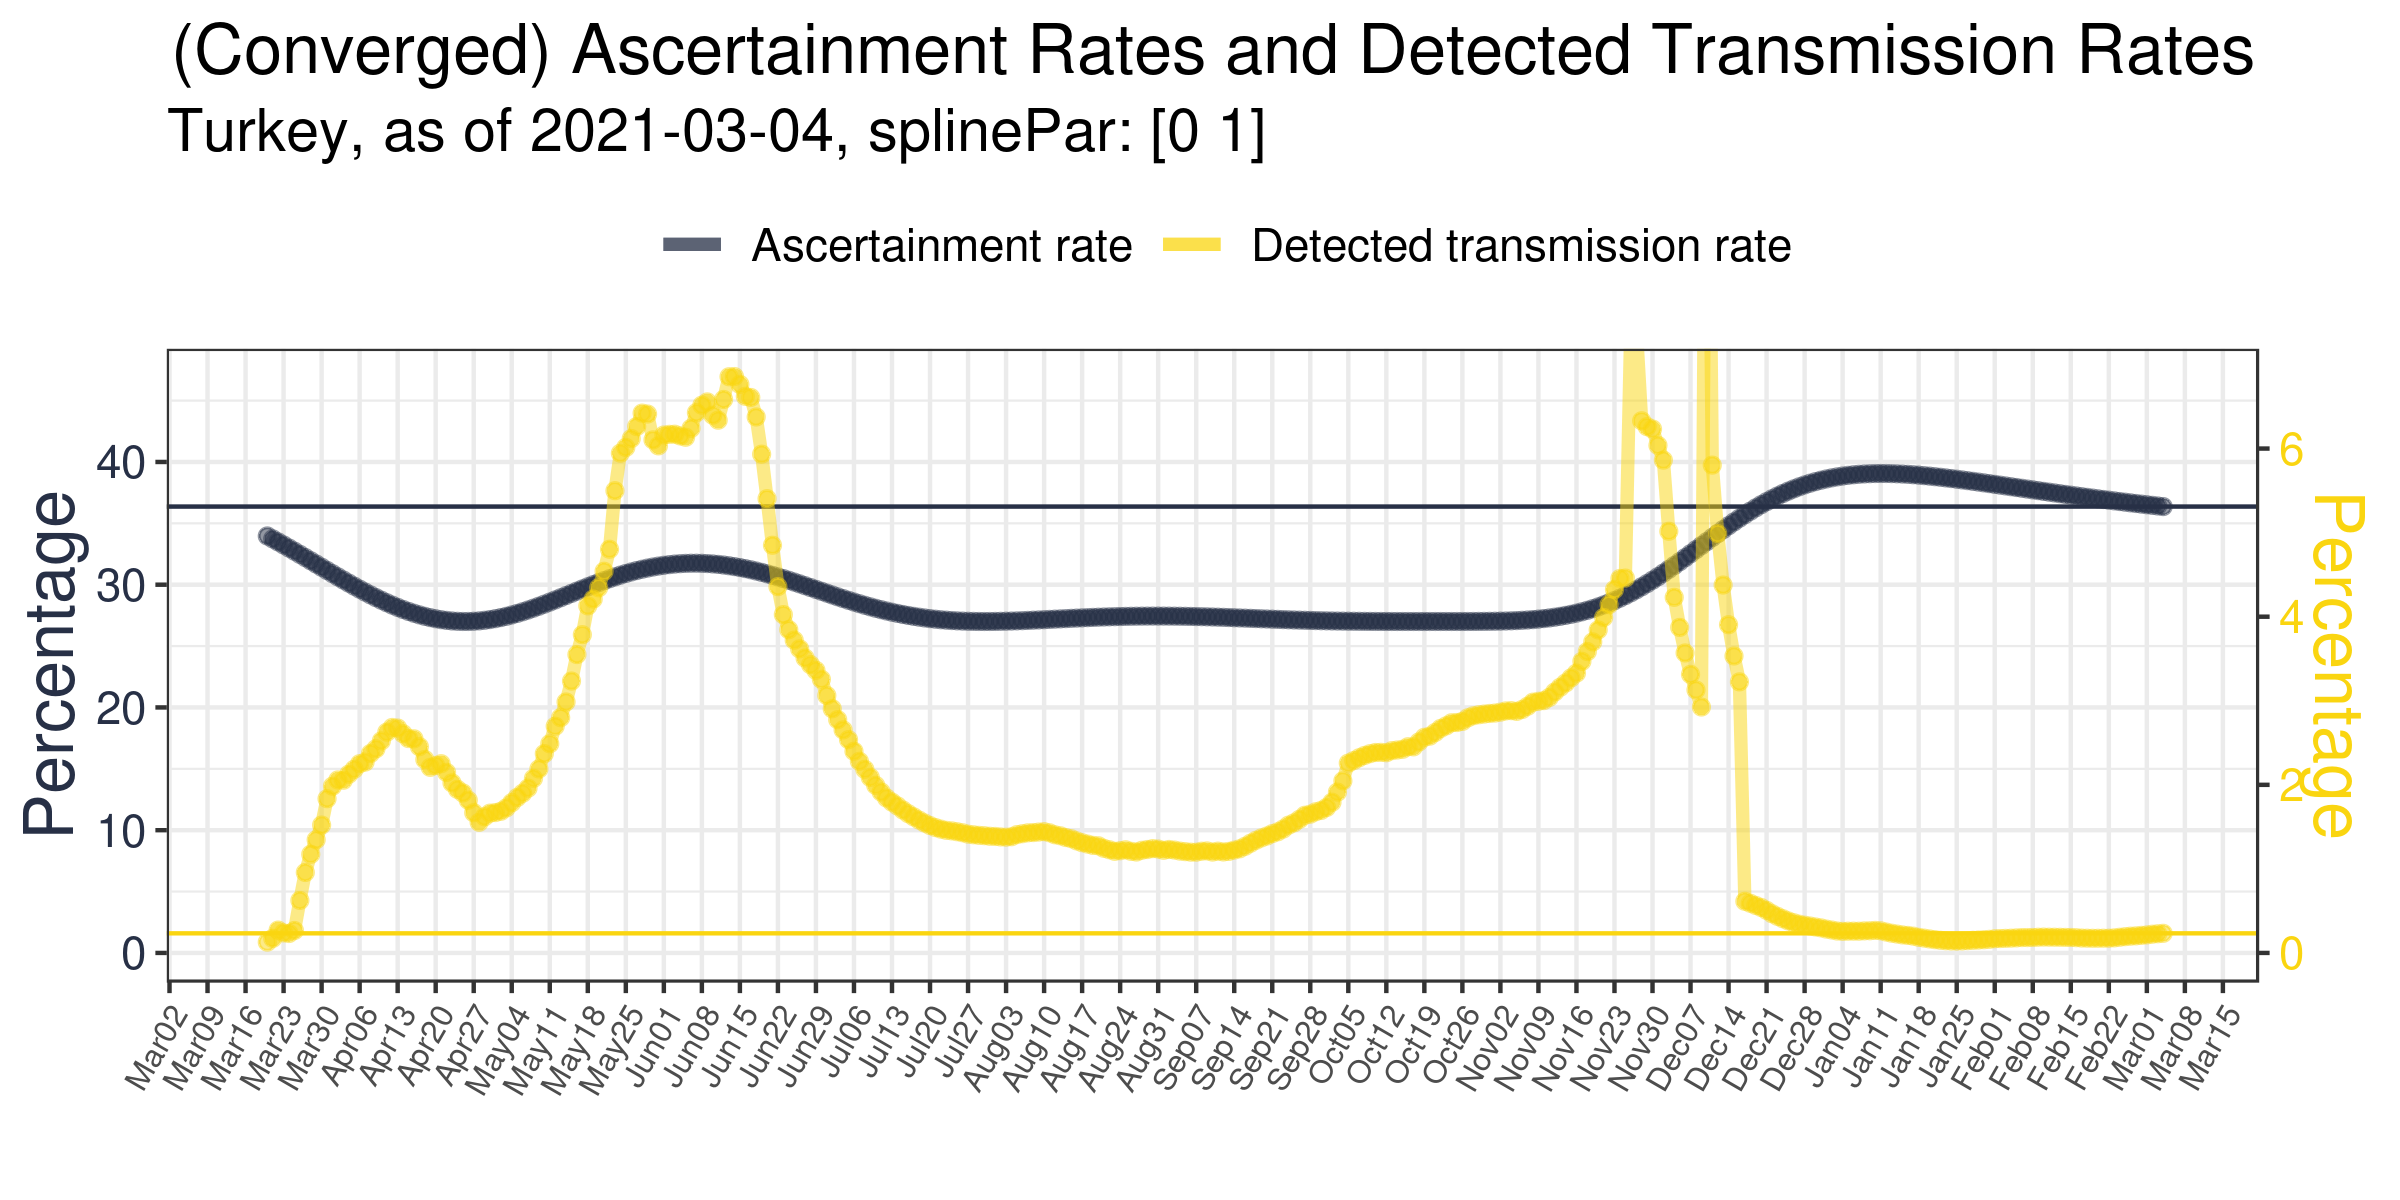 (Converged) Ascertainment Rates and Detected Transmission Rates
Turkey, as of 2021-03-04, splinePar: [0 1]
Ascertainment rate
Detected transmission rate
Percentage
40
30
20
10
0
6
4
2
0
Percentage
Mar02
Mar09
Mar16
Mar23
Mar30
Apr06
Apr13
Apr20
Apr27
May04
May11
May18
May25
Jun01
Jun08
Jun15
Jun22
Jun29
Jul06
Jul13
Jul20
Jul27
Aug03
Aug10
Aug17
Aug24
Aug31
Sep07
Sep14
Sep21
Sep28
Oct05
Oct12
Oct19
Oct26
Nov02
Nov09
Nov16
Nov23
Nov30
Dec07
Dec14
Dec21
Dec28
Jan04
Jan11
Jan18
Jan25
Feb01
Feb08
Feb15
Feb22
Mar01
Mar08
Mar15